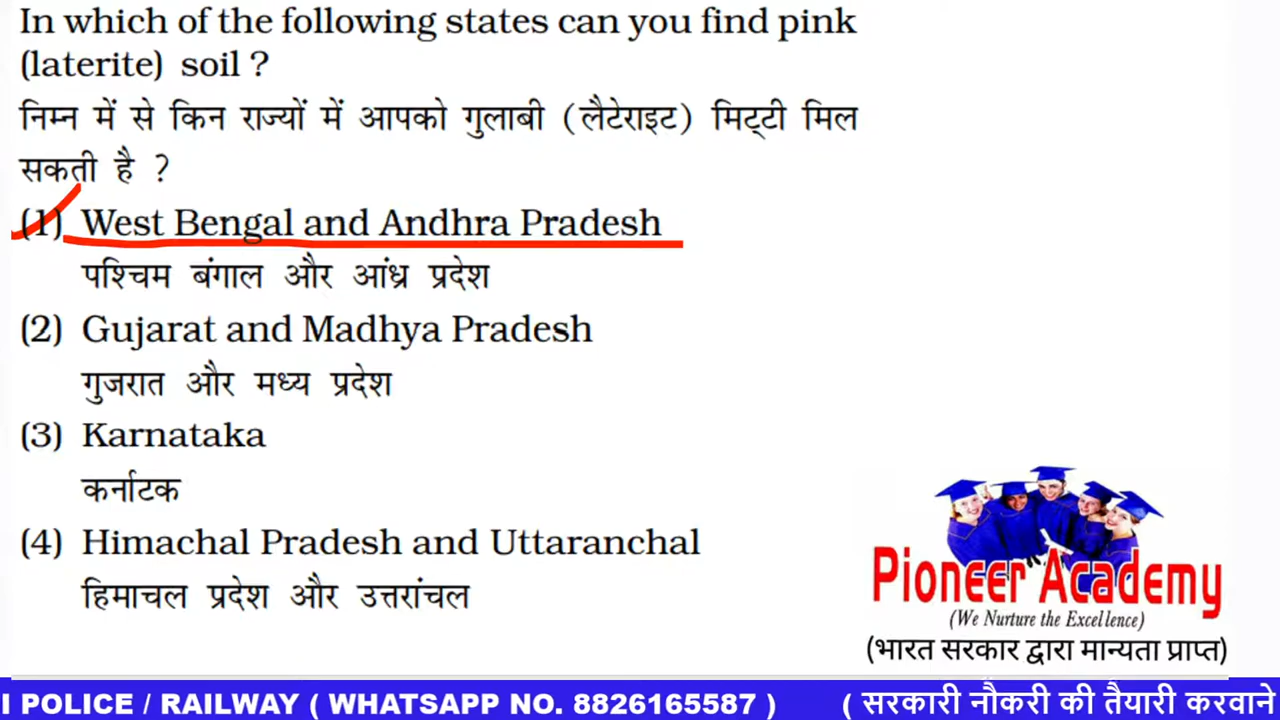 In which of the following states can you find pink
(laterite) soil ?
निम्न में से किन राज्यों में आपको गुलाबी (लैटेराइट) मिट्टी मिल
सकती है ?
(1) West Bengal and Andhra Pradesh
पश्चिम बंगाल और आंध्र प्रदेश
(2) Gujarat and Madhya Pradesh
गुजरात और मध्य प्रदेश
(3) Karnataka
कर्नाटक
(4) Himachal Pradesh and Uttaranchal
हिमाचल प्रदेश और उत्तरांचल
Pioneer Academy
(We Nurture the Excellence)
(भारत सरकार द्वारा मान्यता प्राप्त)
I POLICE / RAILWAY ( WHATSAPP NO. 8826165587 ) ( सरकारी नौकरी की तैयारी करवाने